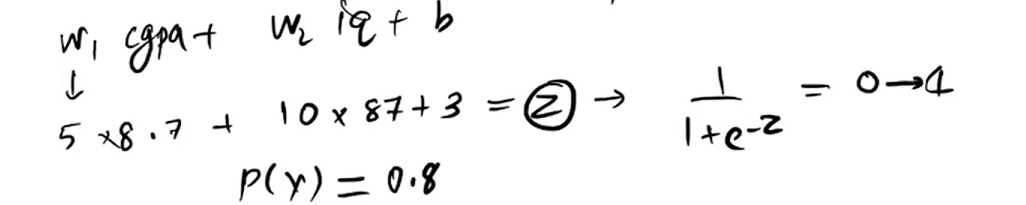 w₁ cgpa + w₂ iq + b
↓
5 × 8.7 + 10 × 87 + 3 = z → 1/(1+e^-z) = 0→1
P(Y) = 0.8